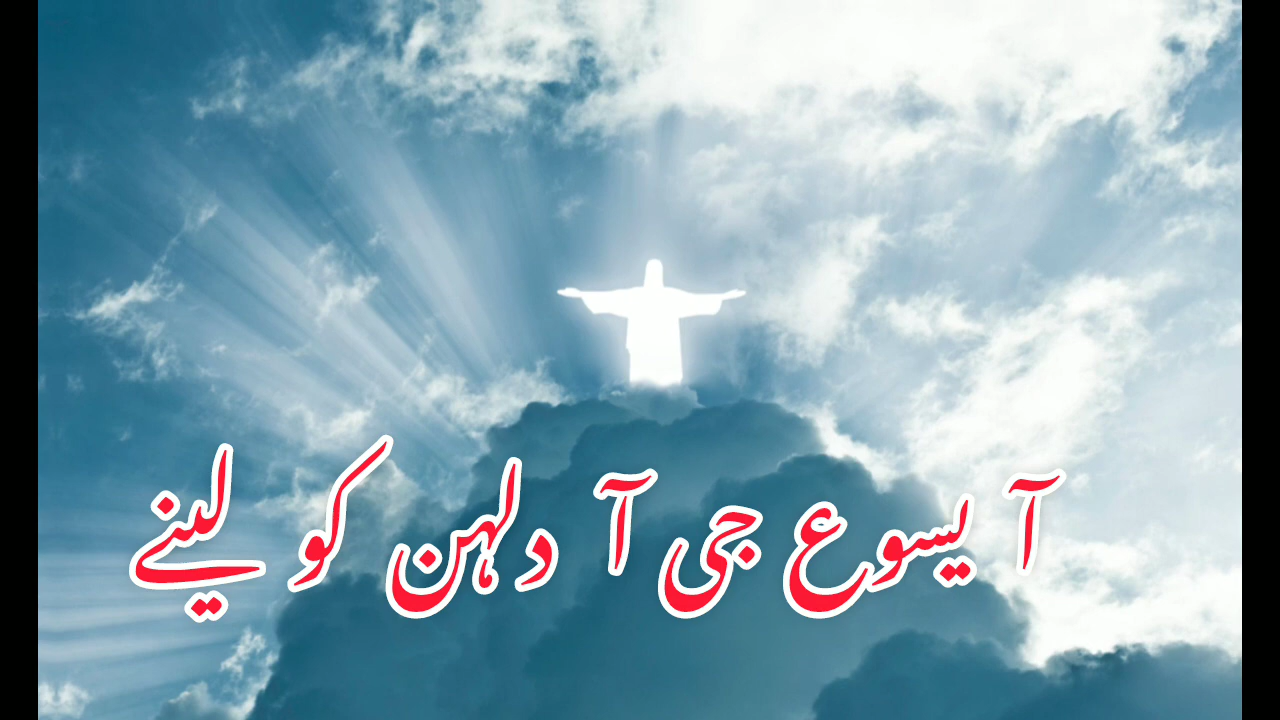 آ یسوع جی آ دلہن کو لینے